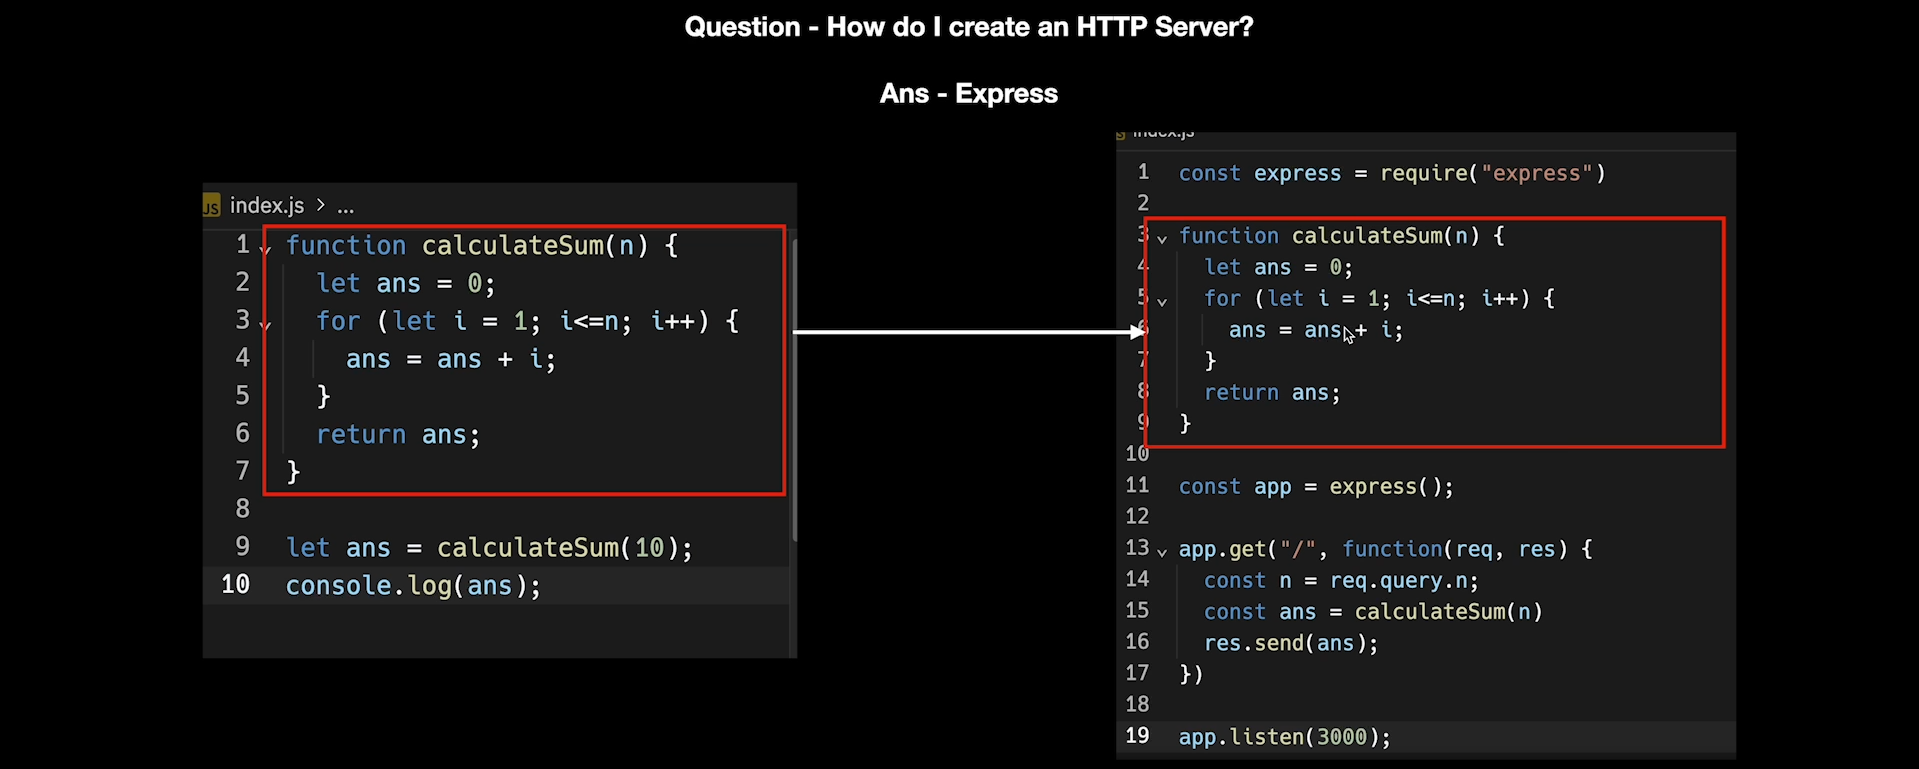 Question - How do I create an HTTP Server?
Ans - Express
JS index.js > ...
1 function calculateSum(n) {
2 let ans = 0;
3 for (let i = 1; i<=n; i++) {
4 ans = ans + i;
5 }
6 return ans;
7 }
8
9 let ans = calculateSum(10);
10 console.log(ans);
index.js
1 const express = require("express")
2
3 function calculateSum(n) {
4 let ans = 0;
5 for (let i = 1; i<=n; i++) {
6 ans = ans + i;
7 }
8 return ans;
9 }
10
11 const app = express();
12
13 app.get("/", function(req, res) {
14 const n = req.query.n;
15 const ans = calculateSum(n)
16 res.send(ans);
17 })
18
19 app.listen(3000);